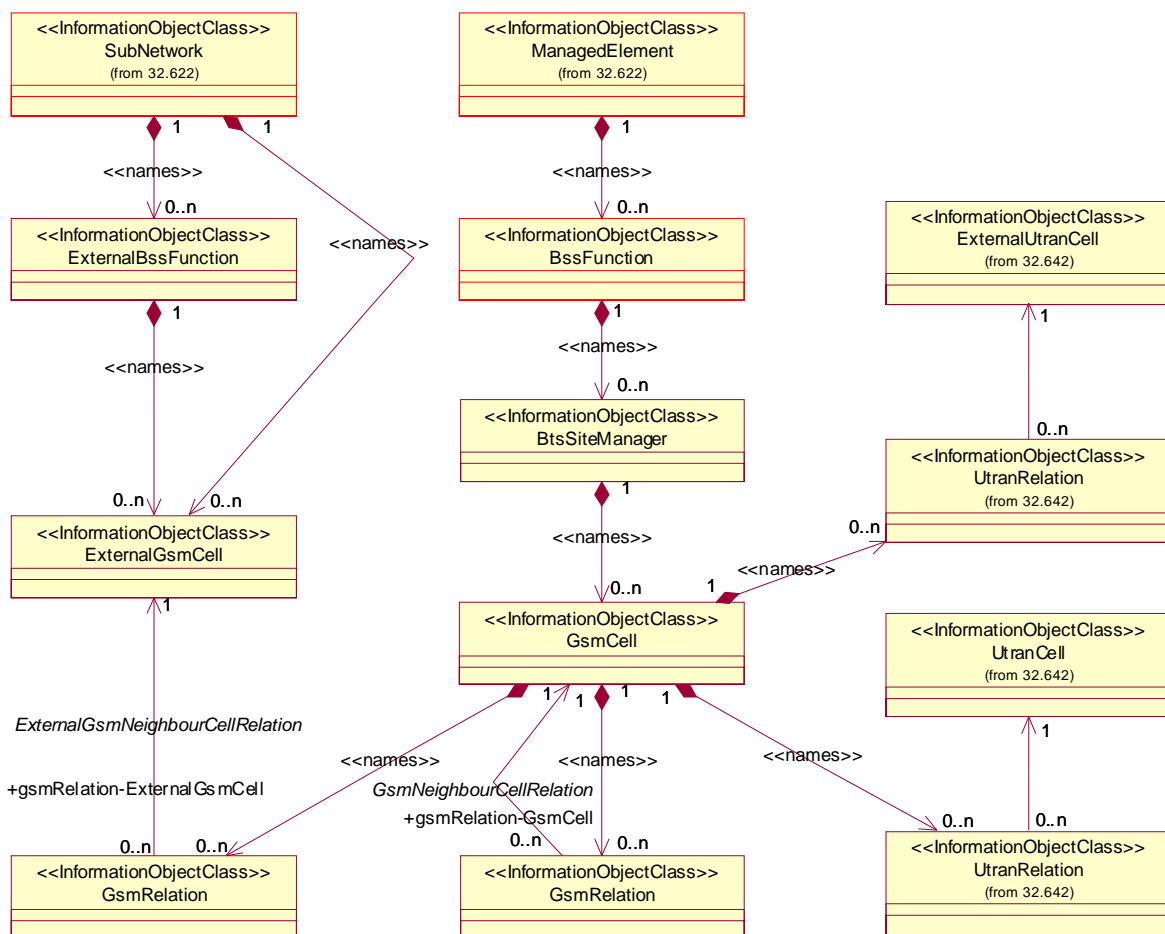 <<InformationObjectClass>>
SubNetwork
(from 32.622)
<<InformationObjectClass>>
ManagedElement
(from 32.622)
1
1
1
<<names>>
<<names>>
0..n
0..n
<<InformationObjectClass>>
ExternalBssFunction
<<names>>
<<InformationObjectClass>>
BssFunction
<<InformationObjectClass>>
ExternalUtranCell
(from 32.642)
1
1
1
<<names>>
<<names>>
0..n
<<InformationObjectClass>>
BtsSiteManager
0..n
<<InformationObjectClass>>
UtranRelation
(from 32.642)
0..n
0..n
1
<<InformationObjectClass>>
ExternalGsmCell
<<names>>
0..n
<<names>>
0..n
1
1
<<InformationObjectClass>>
GsmCell
<<InformationObjectClass>>
UtranCell
(from 32.642)
1
1
1
1
1
ExternalGsmNeighbourCellRelation
<<names>>
<<names>>
<<names>>
+gsmRelation-ExternalGsmCell
GsmNeighbourCellRelation
+gsmRelation-GsmCell
0..n
0..n
0..n
0..n
0..n
0..n
<<InformationObjectClass>>
GsmRelation
<<InformationObjectClass>>
GsmRelation
<<InformationObjectClass>>
UtranRelation
(from 32.642)